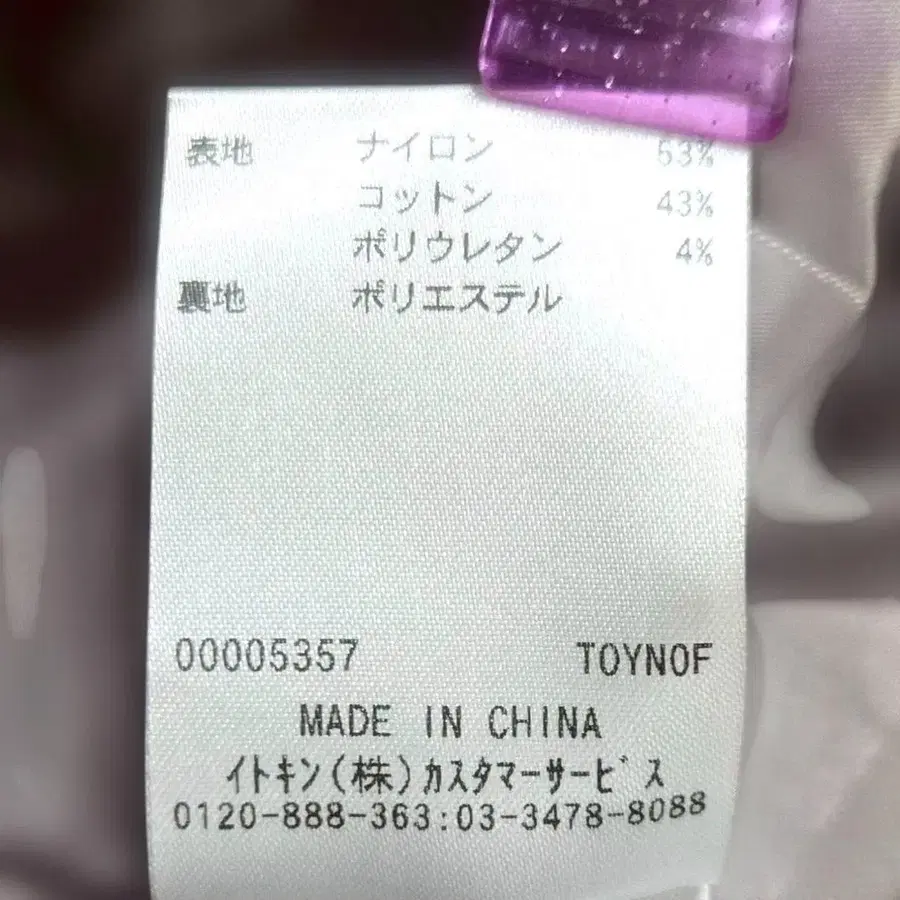 表地 ナイロン 53%
コットン 43%
ポリウレタン 4%
裏地 ポリエステル
00005357 TOYNOF
MADE IN CHINA
イトキン(株)カスタマーサービス
0120-888-363:03-3478-8088